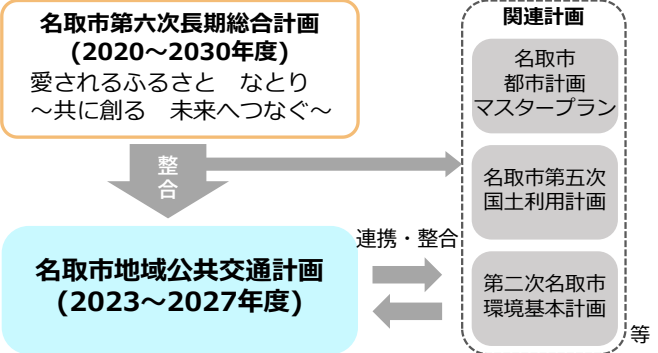 名取市第六次長期総合計画
(2020～2030年度)
愛されるふるさと　なとり
～共に創る　未来へつなぐ～
整
合
名取市地域公共交通計画
(2023～2027年度)
連携・整合
関連計画
名取市
都市計画
マスタープラン
名取市第五次
国土利用計画
第二次名取市
環境基本計画
等